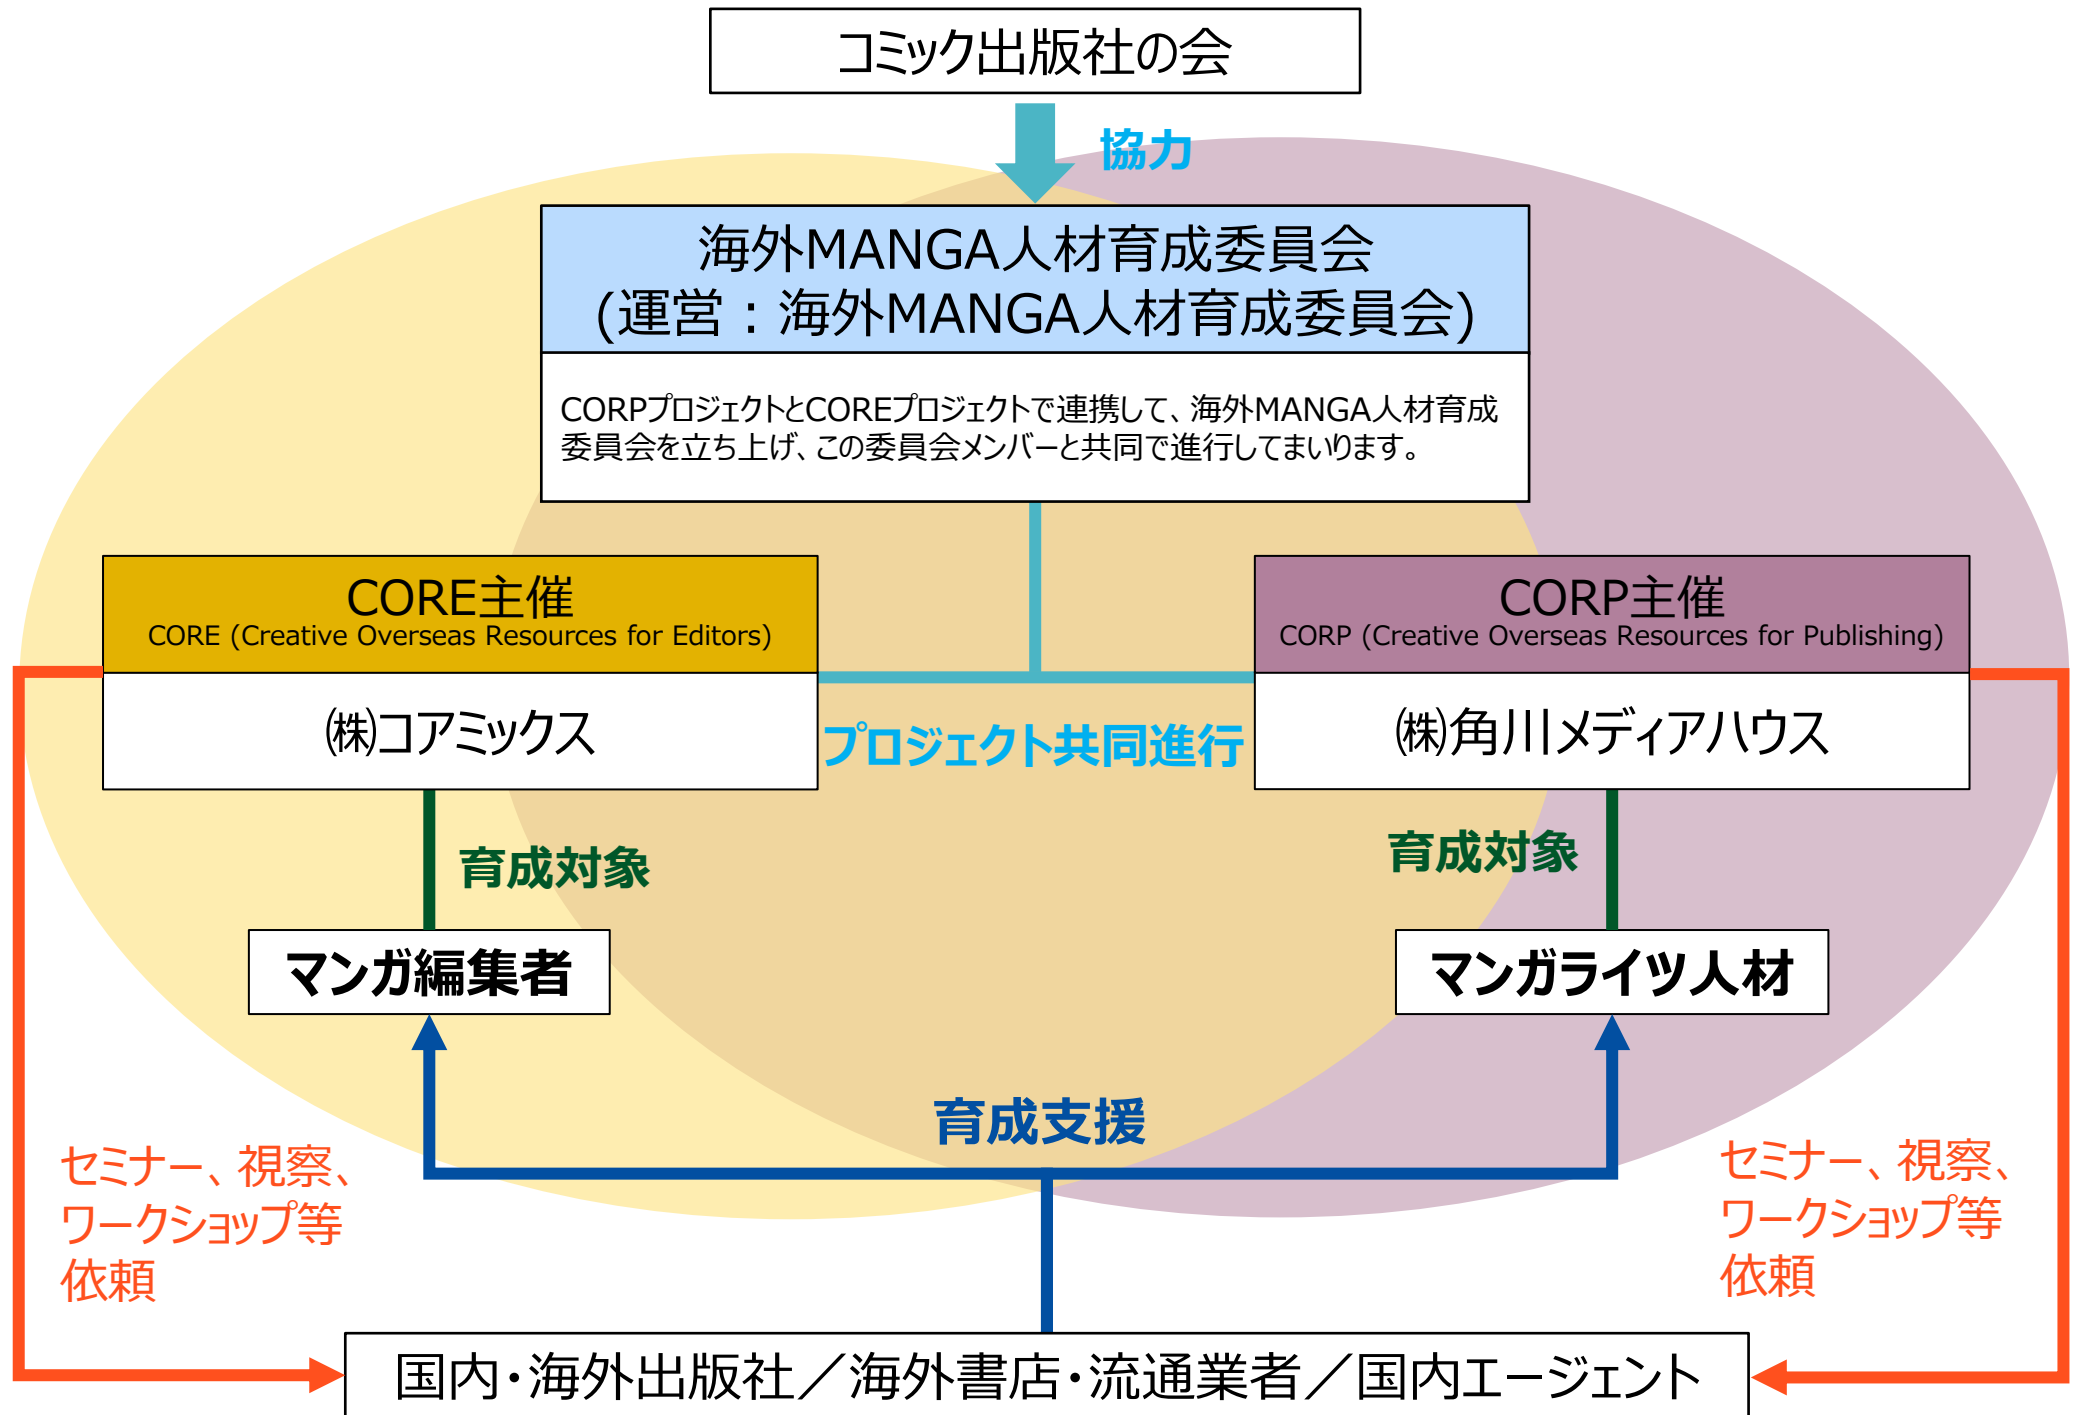 コミック出版社の会
協力
海外MANGA人材育成委員会
(運営：海外MANGA人材育成委員会)
CORPプロジェクトとCOREプロジェクトで連携して、海外MANGA人材育成
委員会を立ち上げ、この委員会メンバーと共同で進行してまいります。
CORE主催
CORE (Creative Overseas Resources for Editors)
㈱コアミックス
CORP主催
CORP (Creative Overseas Resources for Publishing)
㈱角川メディアハウス
プロジェクト共同進行
育成対象
育成対象
マンガ編集者
マンガライツ人材
育成支援
セミナー、視察、
ワークショップ等
依頼
セミナー、視察、
ワークショップ等
依頼
国内・海外出版社／海外書店・流通業者／国内エージェント